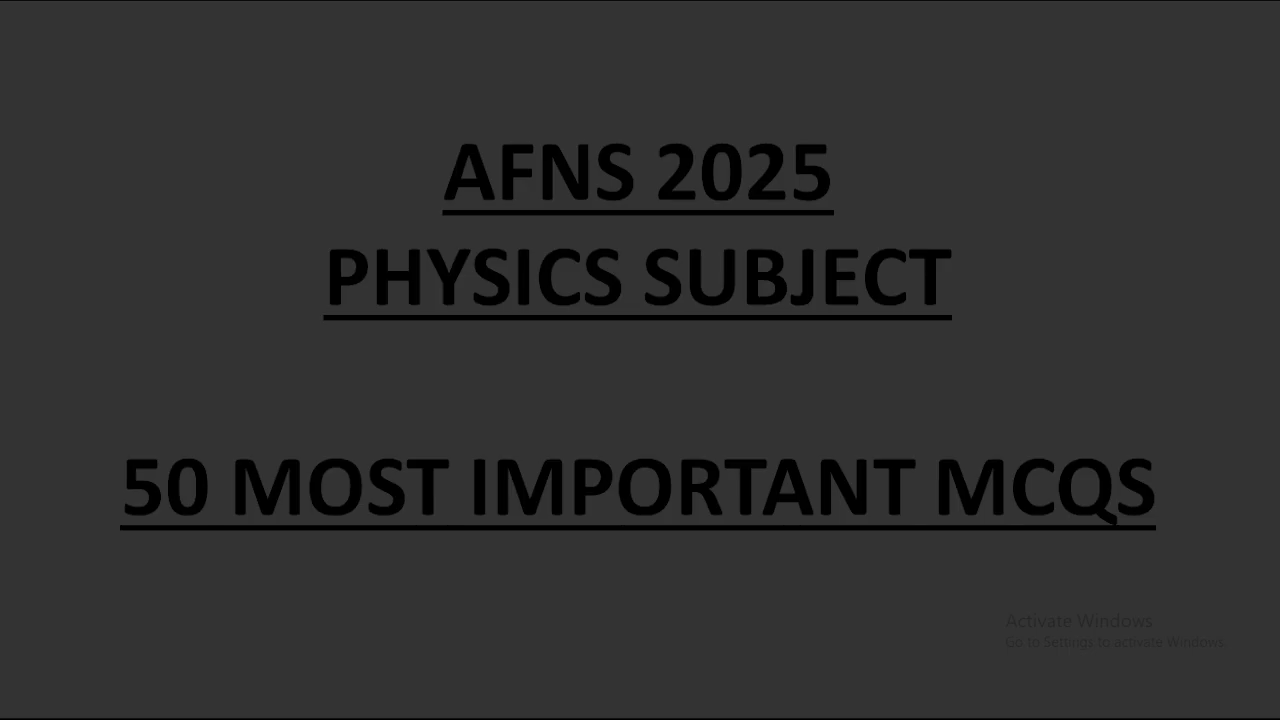 AFNS 2025
PHYSICS SUBJECT
50 MOST IMPORTANT MCQS
Activate Windows
Go to Settings to activate Windows.